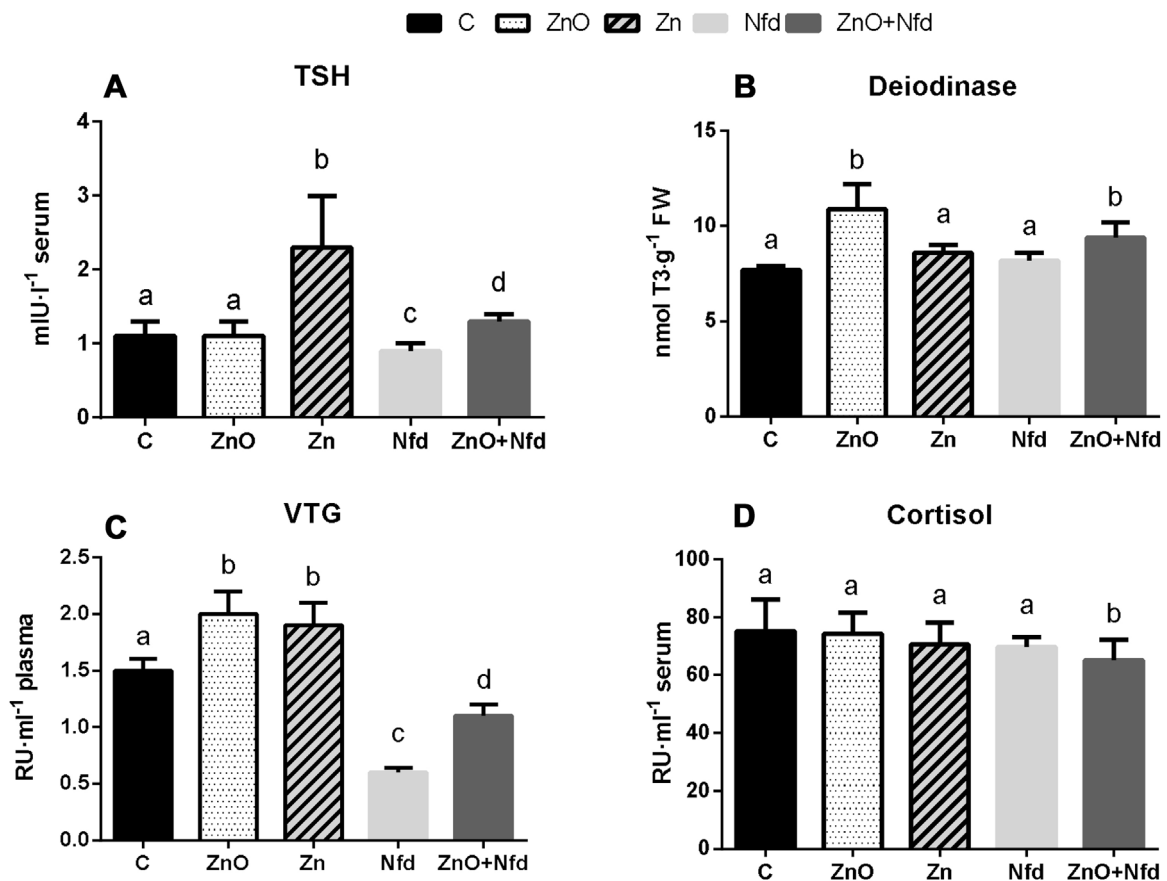 C ZnO Zn Nfd ZnO+Nfd
A TSH
mIU·l⁻¹ serum
4
3
2
1
0
a a b c d
C ZnO Zn Nfd ZnO+Nfd
B Deiodinase
nmol T3·g⁻¹ FW
15
10
5
0
a b a a b
C ZnO Zn Nfd ZnO+Nfd
C VTG
RU·ml⁻¹ plasma
2.5
2.0
1.5
1.0
0.5
0.0
a b b c d
C ZnO Zn Nfd ZnO+Nfd
D Cortisol
RU·ml⁻¹ serum
100
80
60
40
20
0
a a a a b
C ZnO Zn Nfd ZnO+Nfd